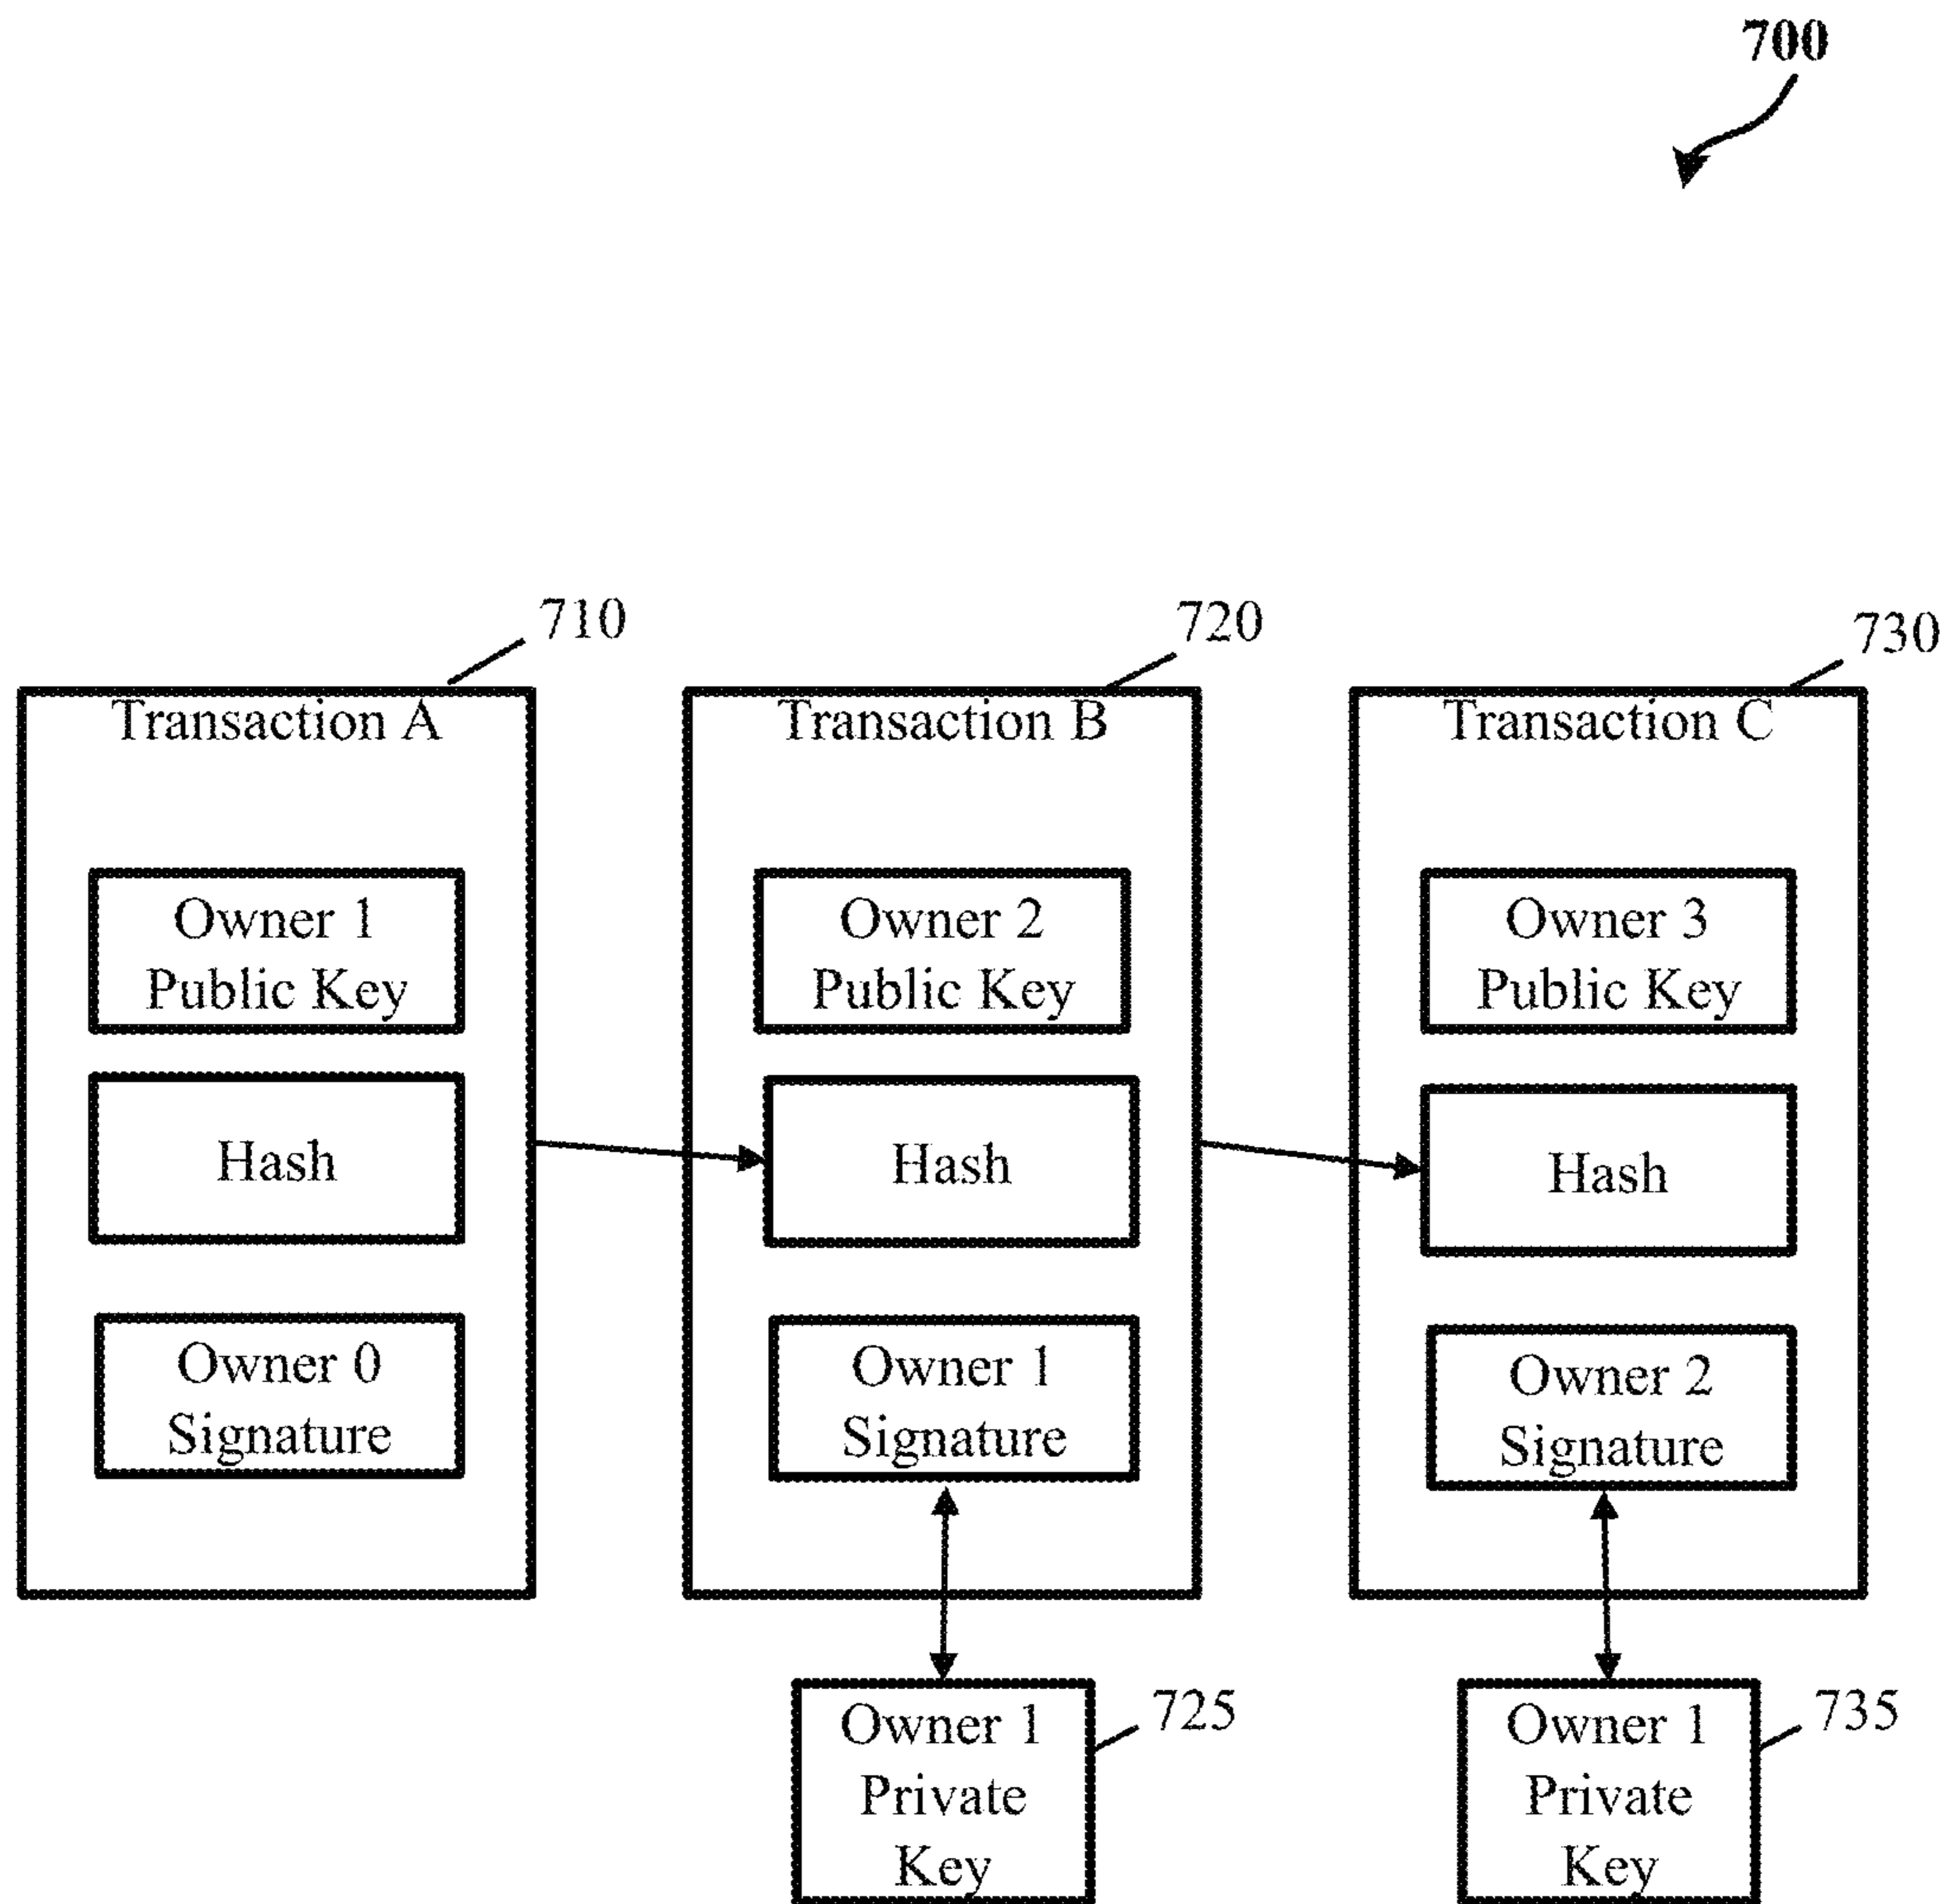 700
710
720
730
Transaction A
Transaction B
Transaction C
Owner 1
Public Key
Owner 2
Public Key
Owner 3
Public Key
Hash
Hash
Hash
Owner 0
Signature
Owner 1
Signature
Owner 2
Signature
Owner 1
Private
Key
725
Owner 1
Private
Key
735